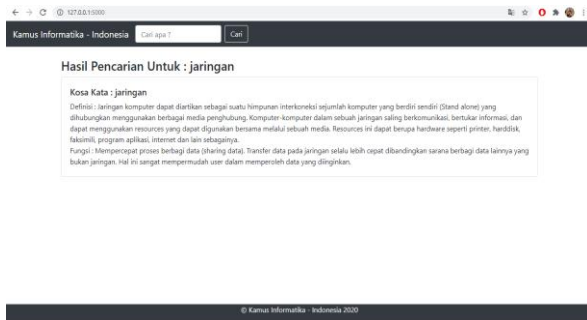 127.0.0.1:5000
Kamus Informatika - Indonesia Cari apa ? Cari
Hasil Pencarian Untuk : jaringan
Kosa Kata : jaringan
Definisi : Jaringan komputer dapat diartikan sebagai suatu himpunan interkoneksi sejumlah komputer yang berdiri sendiri (Stand alone) yang
dihubungkan menggunakan berbagai media penghubung. Komputer-komputer dalam sebuah jaringan saling berkomunikasi, bertukar informasi, dan
dapat menggunakan resources yang dapat digunakan bersama melalui sebuah media. Resources ini dapat berupa hardware seperti printer, harddisk,
faksimili, program aplikasi, internet dan lain sebagainya.
Fungsi : Mempercepat proses berbagi data (sharing data). Transfer data pada jaringan selalu lebih cepat dibandingkan sarana berbagi data lainnya yang
bukan jaringan. Hal ini sangat mempermudah user dalam memperoleh data yang diinginkan.
© Kamus Informatika - Indonesia 2020